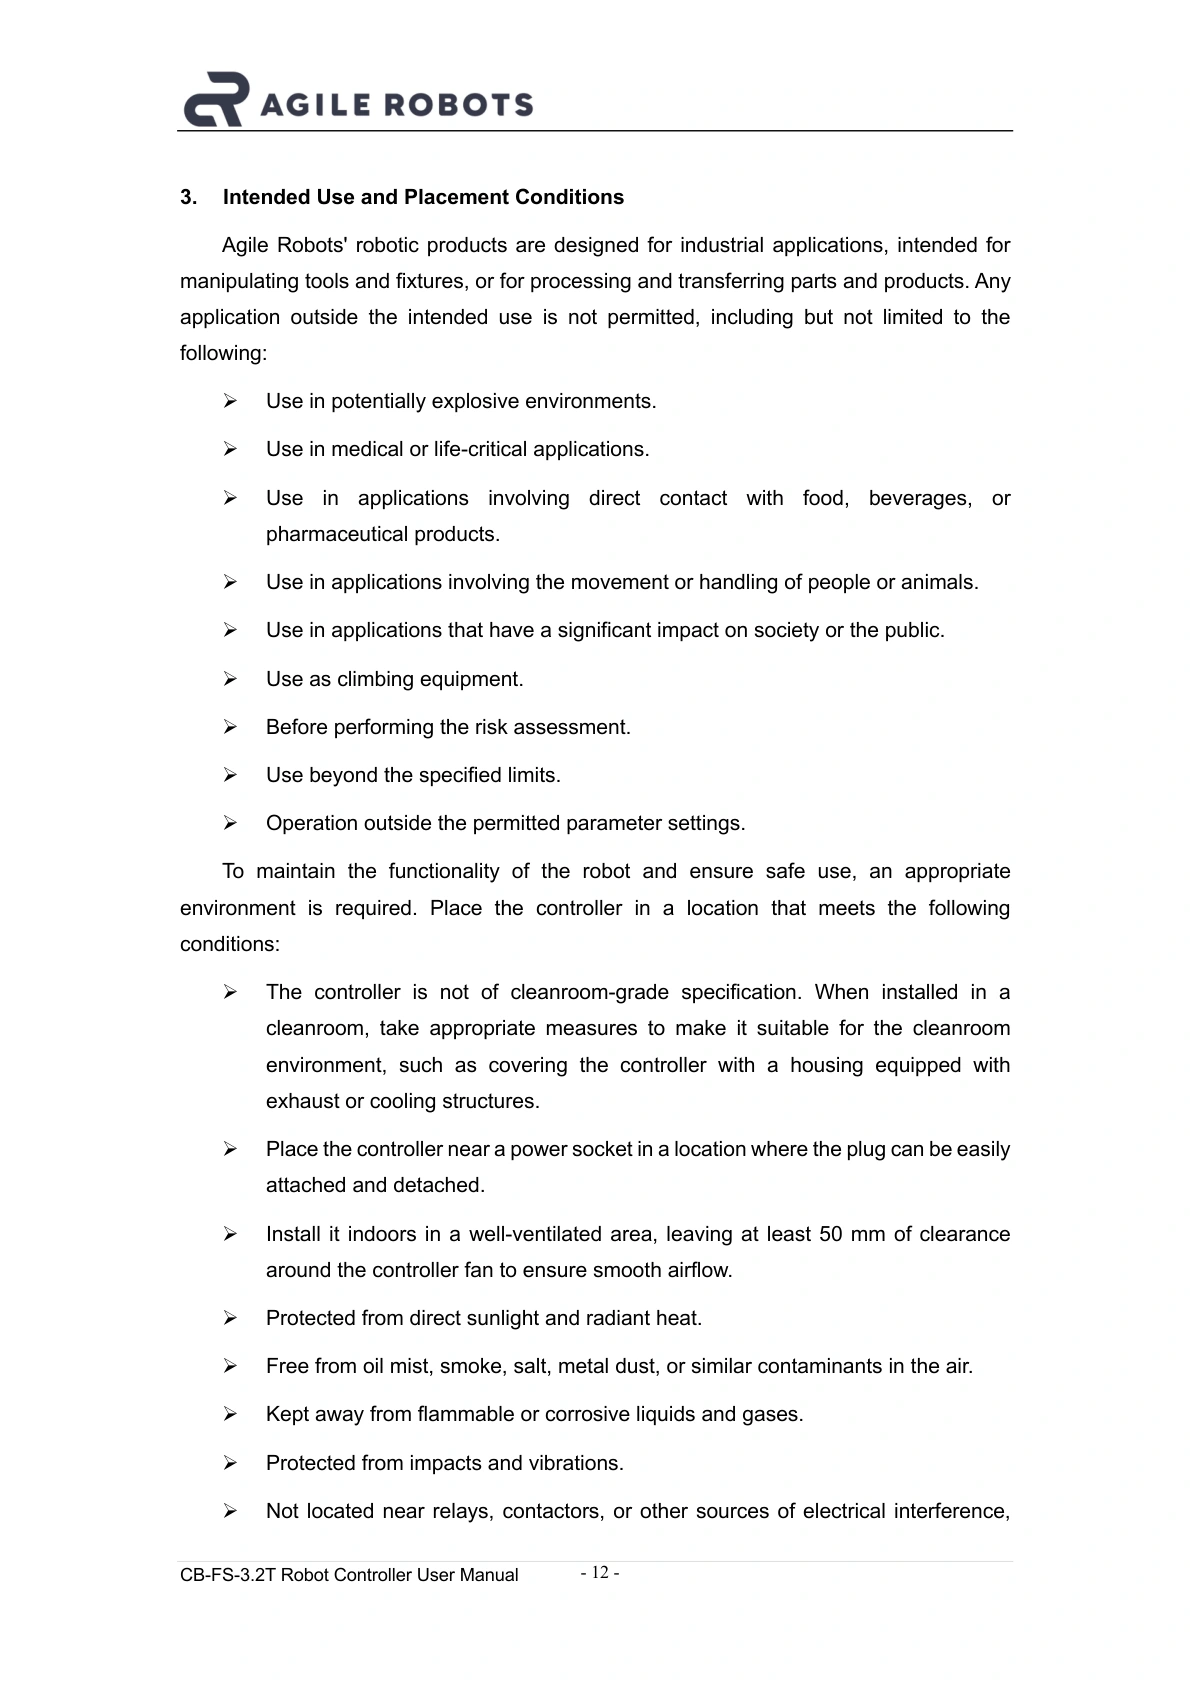 AGILE ROBOTS
3. Intended Use and Placement Conditions
Agile Robots' robotic products are designed for industrial applications, intended for
manipulating tools and fixtures, or for processing and transferring parts and products. Any
application outside the intended use is not permitted, including but not limited to the
following:
➢ Use in potentially explosive environments.
➢ Use in medical or life-critical applications.
➢ Use in applications involving direct contact with food, beverages, or
pharmaceutical products.
➢ Use in applications involving the movement or handling of people or animals.
➢ Use in applications that have a significant impact on society or the public.
➢ Use as climbing equipment.
➢ Before performing the risk assessment.
➢ Use beyond the specified limits.
➢ Operation outside the permitted parameter settings.
To maintain the functionality of the robot and ensure safe use, an appropriate
environment is required. Place the controller in a location that meets the following
conditions:
➢ The controller is not of cleanroom-grade specification. When installed in a
cleanroom, take appropriate measures to make it suitable for the cleanroom
environment, such as covering the controller with a housing equipped with
exhaust or cooling structures.
➢ Place the controller near a power socket in a location where the plug can be easily
attached and detached.
➢ Install it indoors in a well-ventilated area, leaving at least 50 mm of clearance
around the controller fan to ensure smooth airflow.
➢ Protected from direct sunlight and radiant heat.
➢ Free from oil mist, smoke, salt, metal dust, or similar contaminants in the air.
➢ Kept away from flammable or corrosive liquids and gases.
➢ Protected from impacts and vibrations.
➢ Not located near relays, contactors, or other sources of electrical interference,
CB-FS-3.2T Robot Controller User Manual - 12 -